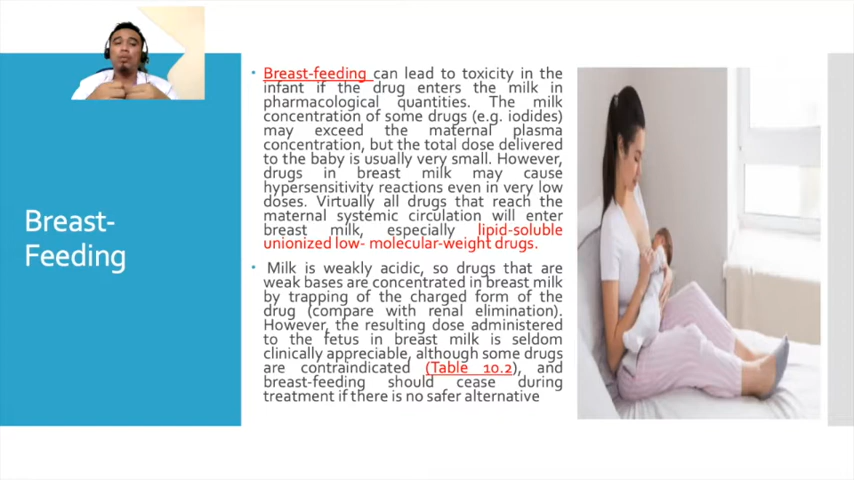 Breast-
Feeding
• Breast-feeding can lead to toxicity in the
infant if the drug enters the milk in
pharmacological quantities. The milk
concentration of some drugs (e.g. iodides)
may exceed the maternal plasma
concentration, but the total dose delivered
to the baby is usually very small. However,
drugs in breast milk may cause
hypersensitivity reactions even in very low
doses. Virtually all drugs that reach the
maternal systemic circulation will enter
breast milk, especially lipid-soluble
unionized low- molecular-weight drugs.
• Milk is weakly acidic, so drugs that are
weak bases are concentrated in breast milk
by trapping of the charged form of the
drug (compare with renal elimination).
However, the resulting dose administered
to the fetus in breast milk is seldom
clinically appreciable, although some drugs
are contraindicated (Table 10.2), and
breast-feeding should cease during
treatment if there is no safer alternative